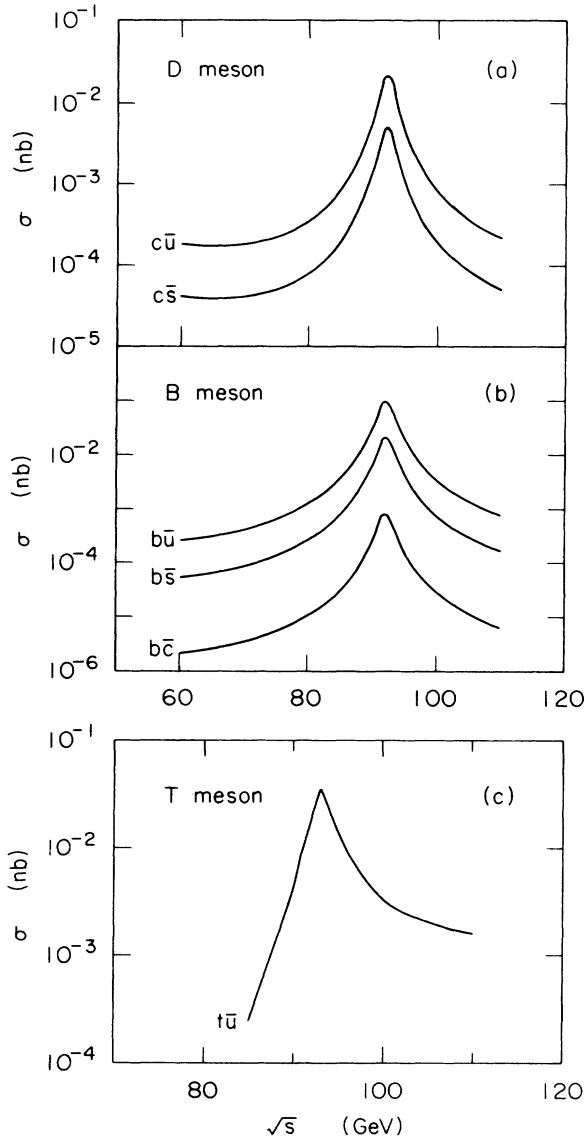 10⁻¹
D meson (a)
10⁻²
σ (nb)
10⁻³
cū
10⁻⁴
cs̄
10⁻⁵
B meson (b)
10⁻²
σ (nb)
bū
10⁻⁴
bs̄
bc̄
10⁻⁶
60 80 100 120
10⁻¹
T meson (c)
10⁻²
σ (nb)
10⁻³
tū
10⁻⁴
80 100 120
√s (GeV)